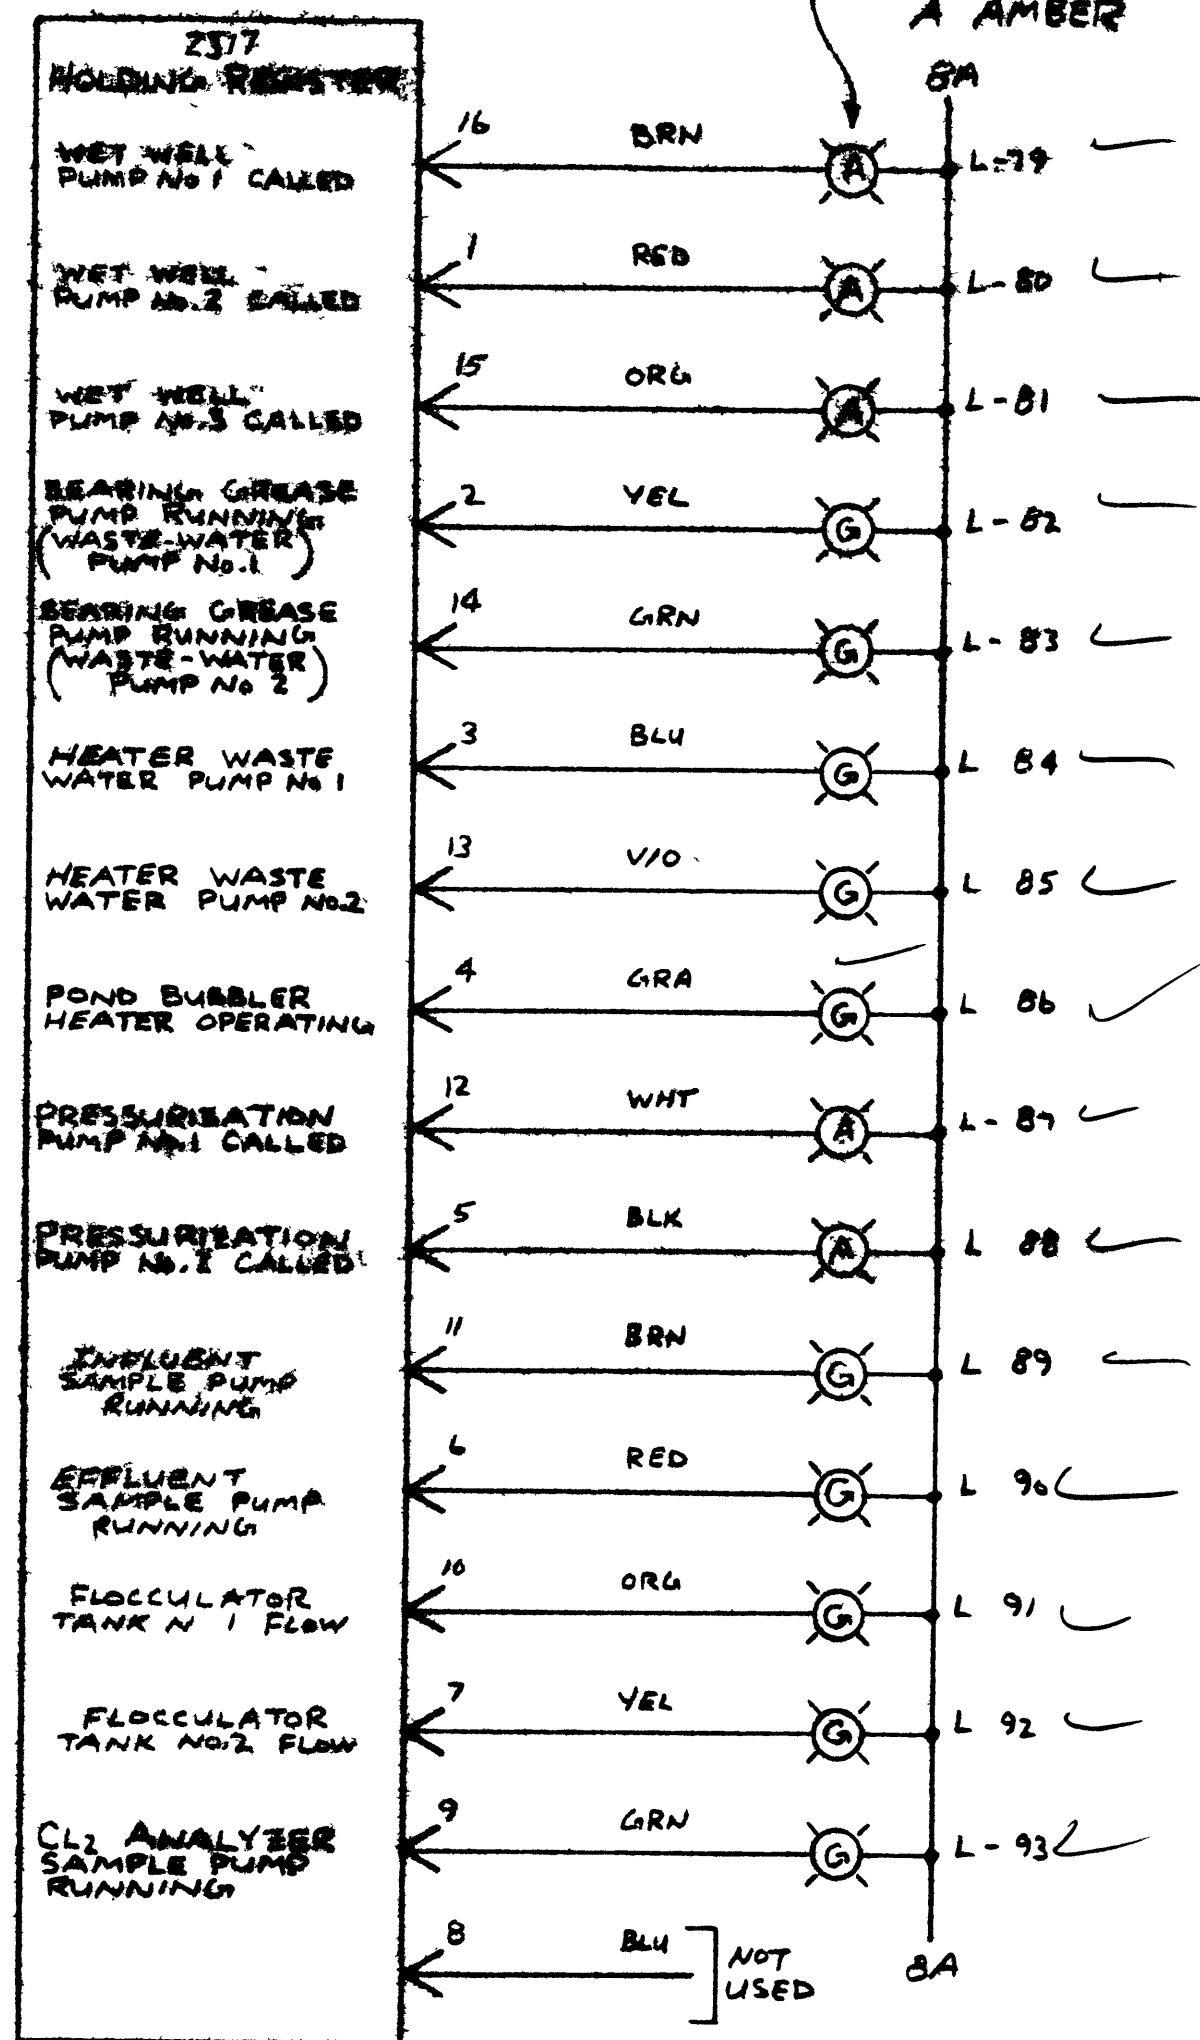 A AMBER
2517
HOLDING REGISTER
8A
WET WELL
PUMP No 1 CALLED
16
BRN
A
L-79
WET WELL
PUMP No.2 CALLED
1
RED
A
L-80
WET WELL
PUMP No.3 CALLED
15
ORG
A
L-81
BEARING GREASE
PUMP RUNNING
(WASTE-WATER
PUMP No.1)
2
YEL
G
L-82
BEARING GREASE
PUMP RUNNING
(WASTE-WATER
PUMP No 2)
14
GRN
G
L-83
HEATER WASTE
WATER PUMP No 1
3
BLU
G
L 84
HEATER WASTE
WATER PUMP No.2
13
VIO
G
L 85
POND BUBBLER
HEATER OPERATING
4
GRA
G
L 86
PRESSURIZATION
PUMP No.1 CALLED
12
WHT
A
L-87
PRESSURIZATION
PUMP No. CALLED
5
BLK
A
L 88
INFLUENT
SAMPLE PUMP
RUNNING
11
BRN
G
L 89
EFFLUENT
SAMPLE PUMP
RUNNING
6
RED
G
L 90
FLOCCULATOR
TANK N 1 FLOW
10
ORG
G
L 91
FLOCCULATOR
TANK NO.2 FLOW
7
YEL
G
L 92
CL2 ANALYZER
SAMPLE PUMP
RUNNING
9
GRN
G
L-93
8
BLU
NOT
USED
8A